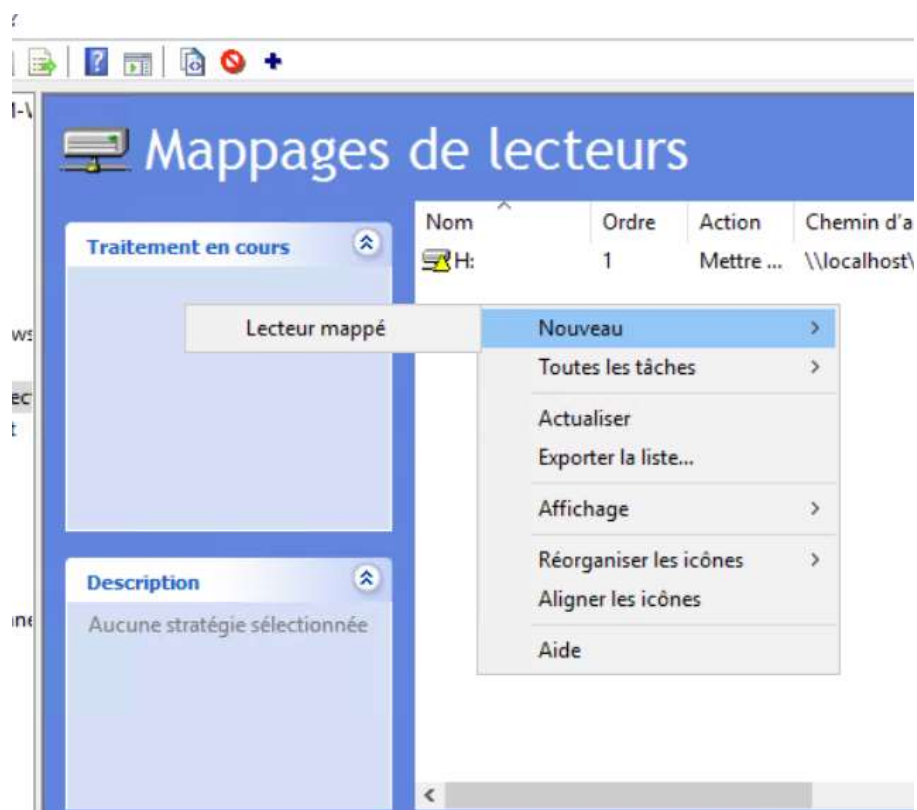 Mappages de lecteurs
Traitement en cours
Nom Ordre Action Chemin d'a
H: 1 Mettre ... \\localhost\
Lecteur mappé
Nouveau
Toutes les tâches
Actualiser
Exporter la liste...
Affichage
Réorganiser les icônes
Aligner les icônes
Aide
Description
Aucune stratégie sélectionnée